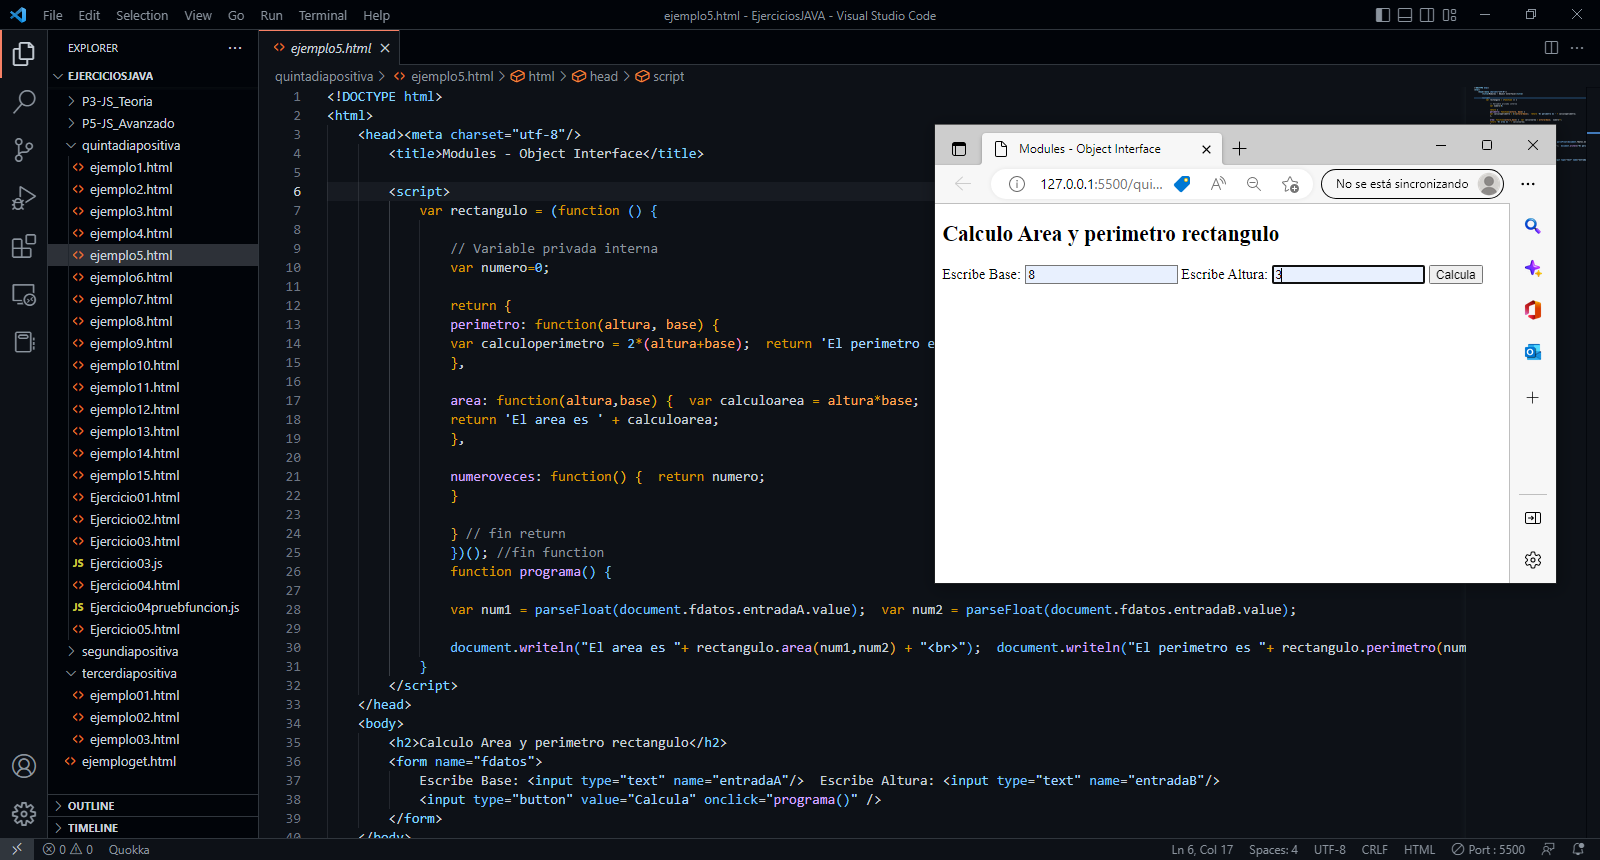 File Edit Selection View Go Run Terminal Help
ejemplo5.html - EjerciciosJAVA - Visual Studio Code
EXPLORER
EJERCICIOSJAVA
P3-JS_Teoria
P5-JS_Avanzado
quintadiapositiva
ejemplo1.html
ejemplo2.html
ejemplo3.html
ejemplo4.html
ejemplo5.html
ejemplo6.html
ejemplo7.html
ejemplo8.html
ejemplo9.html
ejemplo10.html
ejemplo11.html
ejemplo12.html
ejemplo13.html
ejemplo14.html
ejemplo15.html
Ejercicio01.html
Ejercicio02.html
Ejercicio03.html
JS Ejercicio03.js
Ejercicio04.html
JS Ejercicio04pruebfuncion.js
Ejercicio05.html
segundiapositiva
tercerdiapositiva
ejemplo01.html
ejemplo02.html
ejemplo03.html
ejemploget.html
OUTLINE
TIMELINE
ejemplo5.html
quintadiapositiva > ejemplo5.html > html > head > script
1 <!DOCTYPE html>
2 <html>
3 <head><meta charset="utf-8"/>
4 <title>Modules - Object Interface</title>
5
6 <script>
7 var rectangulo = (function () {
8
9 // Variable privada interna
10 var numero=0;
11
12 return {
13 perimetro: function(altura, base) {
14 var calculoperimetro = 2*(altura+base);  return 'El perimetro e
15 },
16
17 area: function(altura,base) {  var calculoarea = altura*base;
18 return 'El area es ' + calculoarea;
19 },
20
21 numeroveces: function() {  return numero;
22 }
23
24 } // fin return
25 })(); //fin function
26 function programa() {
27
28 var num1 = parseFloat(document.fdatos.entradaA.value);  var num2 = parseFloat(document.fdatos.entradaB.value);
29
30 document.writeln("El area es "+ rectangulo.area(num1,num2) + "<br>");  document.writeln("El perimetro es "+ rectangulo.perimetro(num
31 }
32 </script>
33 </head>
34 <body>
35 <h2>Calculo Area y perimetro rectangulo</h2>
36 <form name="fdatos">
37 Escribe Base: <input type="text" name="entradaA"/>  Escribe Altura: <input type="text" name="entradaB"/>
38 <input type="button" value="Calcula" onclick="programa()" />
39 </form>
40 </body>
Modules - Object Interface
127.0.0.1:5500/qui...
No se está sincronizando
Calculo Area y perimetro rectangulo
Escribe Base: 8 Escribe Altura: 3 Calcula
0 0 Quokka
Ln 6, Col 17 Spaces: 4 UTF-8 CRLF HTML Port : 5500